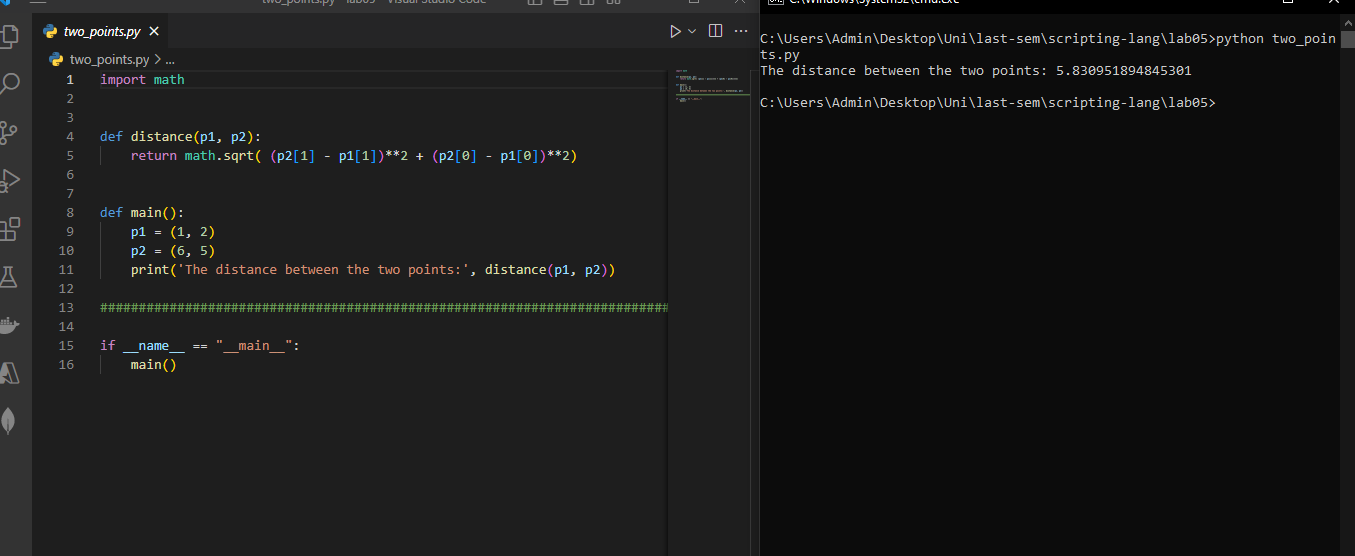 two_points.py - lab05 - Visual Studio Code
two_points.py
two_points.py > ...
1 import math
2
3
4 def distance(p1, p2):
5 return math.sqrt( (p2[1] - p1[1])**2 + (p2[0] - p1[0])**2)
6
7
8 def main():
9 p1 = (1, 2)
10 p2 = (6, 5)
11 print('The distance between the two points:', distance(p1, p2))
12
13 ##########################################################################
14
15 if __name__ == "__main__":
16 main()
C:\Windows\System32\cmd.exe
C:\Users\Admin\Desktop\Uni\last-sem\scripting-lang\lab05>python two_poin
ts.py
The distance between the two points: 5.830951894845301
C:\Users\Admin\Desktop\Uni\last-sem\scripting-lang\lab05>